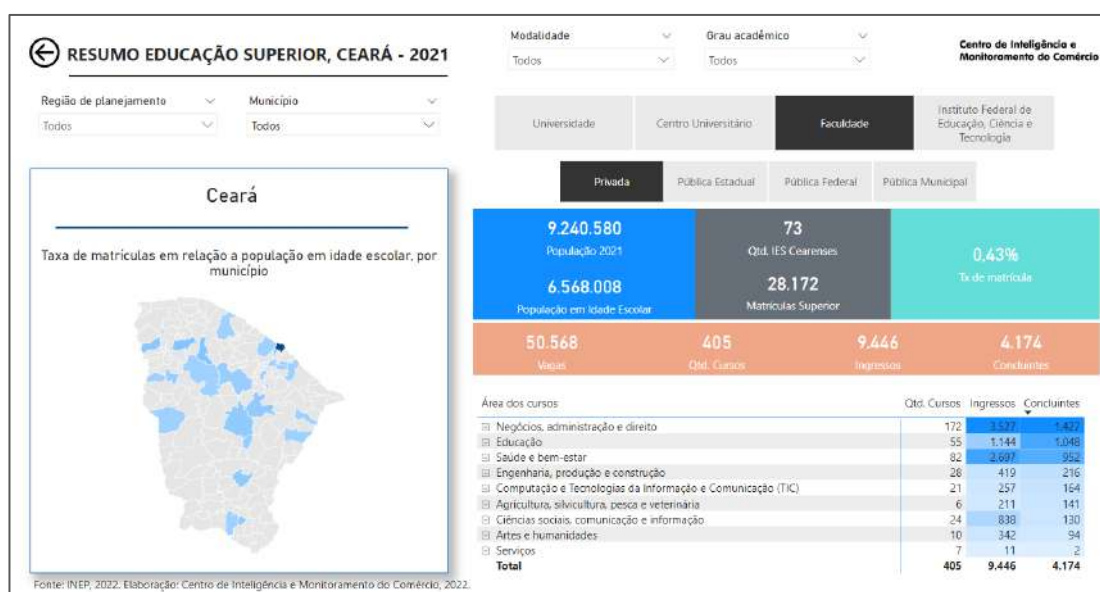 RESUMO EDUCAÇÃO SUPERIOR, CEARÁ - 2021
Modalidade
Todos
Grau acadêmico
Todos
Centro de Inteligência e
Monitoramento do Comércio
Região de planejamento
Todos
Município
Todos
Universidade
Centro Universitário
Faculdade
Instituto Federal de
Educação, Ciência e
Tecnologia
Privada
Pública Estadual
Pública Federal
Pública Municipal
Ceará
Taxa de matrículas em relação a população em idade escolar, por
município
9.240.580
População 2021
6.568.008
População em Idade Escolar
73
Qtd. IES Cearenses
28.172
Matrículas Superior
0,43%
Tx de matrícula
50.568
Vagas
405
Qtd. Cursos
9.446
Ingressos
4.174
Concluintes
Área dos cursos Qtd. Cursos Ingressos Concluintes
Negócios, administração e direito 172 3.527 1.427
Educação 55 1.144 1.048
Saúde e bem-estar 82 2.697 952
Engenharia, produção e construção 28 419 216
Computação e Tecnologias da Informação e Comunicação (TIC) 21 257 164
Agricultura, silvicultura, pesca e veterinária 6 211 141
Ciências sociais, comunicação e informação 24 838 130
Artes e humanidades 10 342 94
Serviços 7 11 2
Total 405 9.446 4.174
Fonte: INEP, 2022. Elaboração: Centro de Inteligência e Monitoramento do Comércio, 2022.